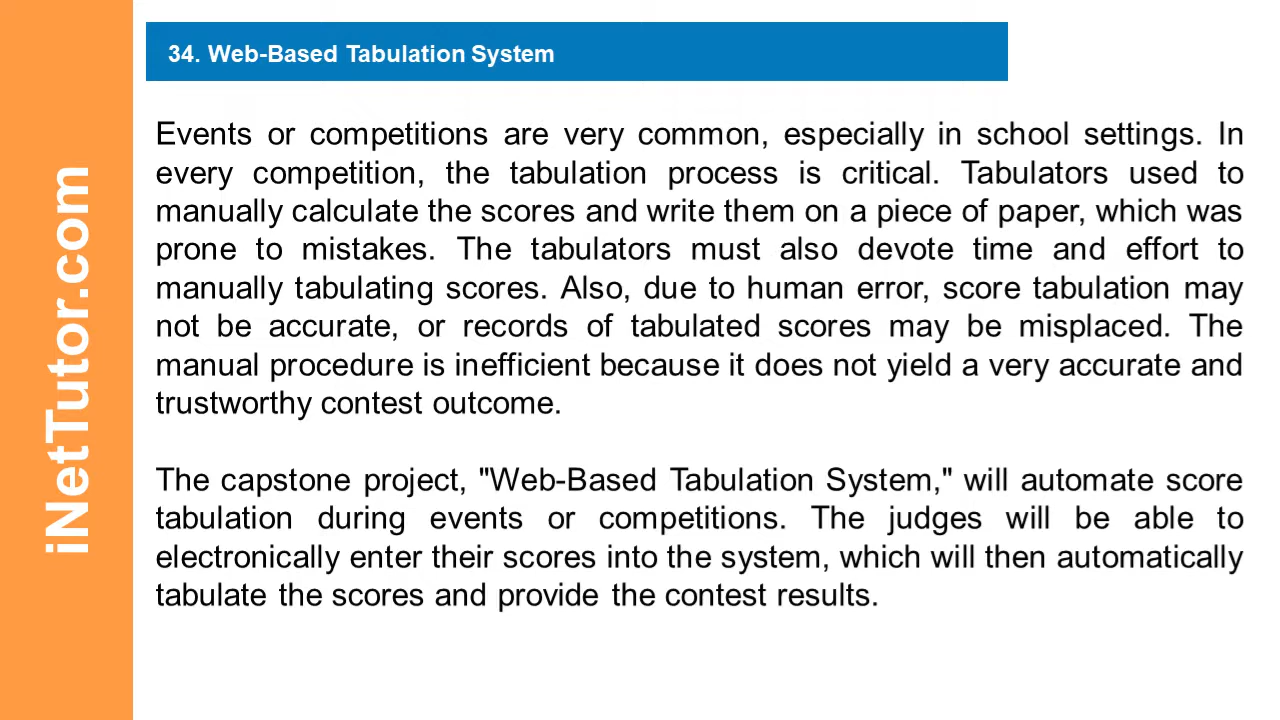 34. Web-Based Tabulation System
iNetTutor.com
Events or competitions are very common, especially in school settings. In
every competition, the tabulation process is critical. Tabulators used to
manually calculate the scores and write them on a piece of paper, which was
prone to mistakes. The tabulators must also devote time and effort to
manually tabulating scores. Also, due to human error, score tabulation may
not be accurate, or records of tabulated scores may be misplaced. The
manual procedure is inefficient because it does not yield a very accurate and
trustworthy contest outcome.
The capstone project, "Web-Based Tabulation System," will automate score
tabulation during events or competitions. The judges will be able to
electronically enter their scores into the system, which will then automatically
tabulate the scores and provide the contest results.